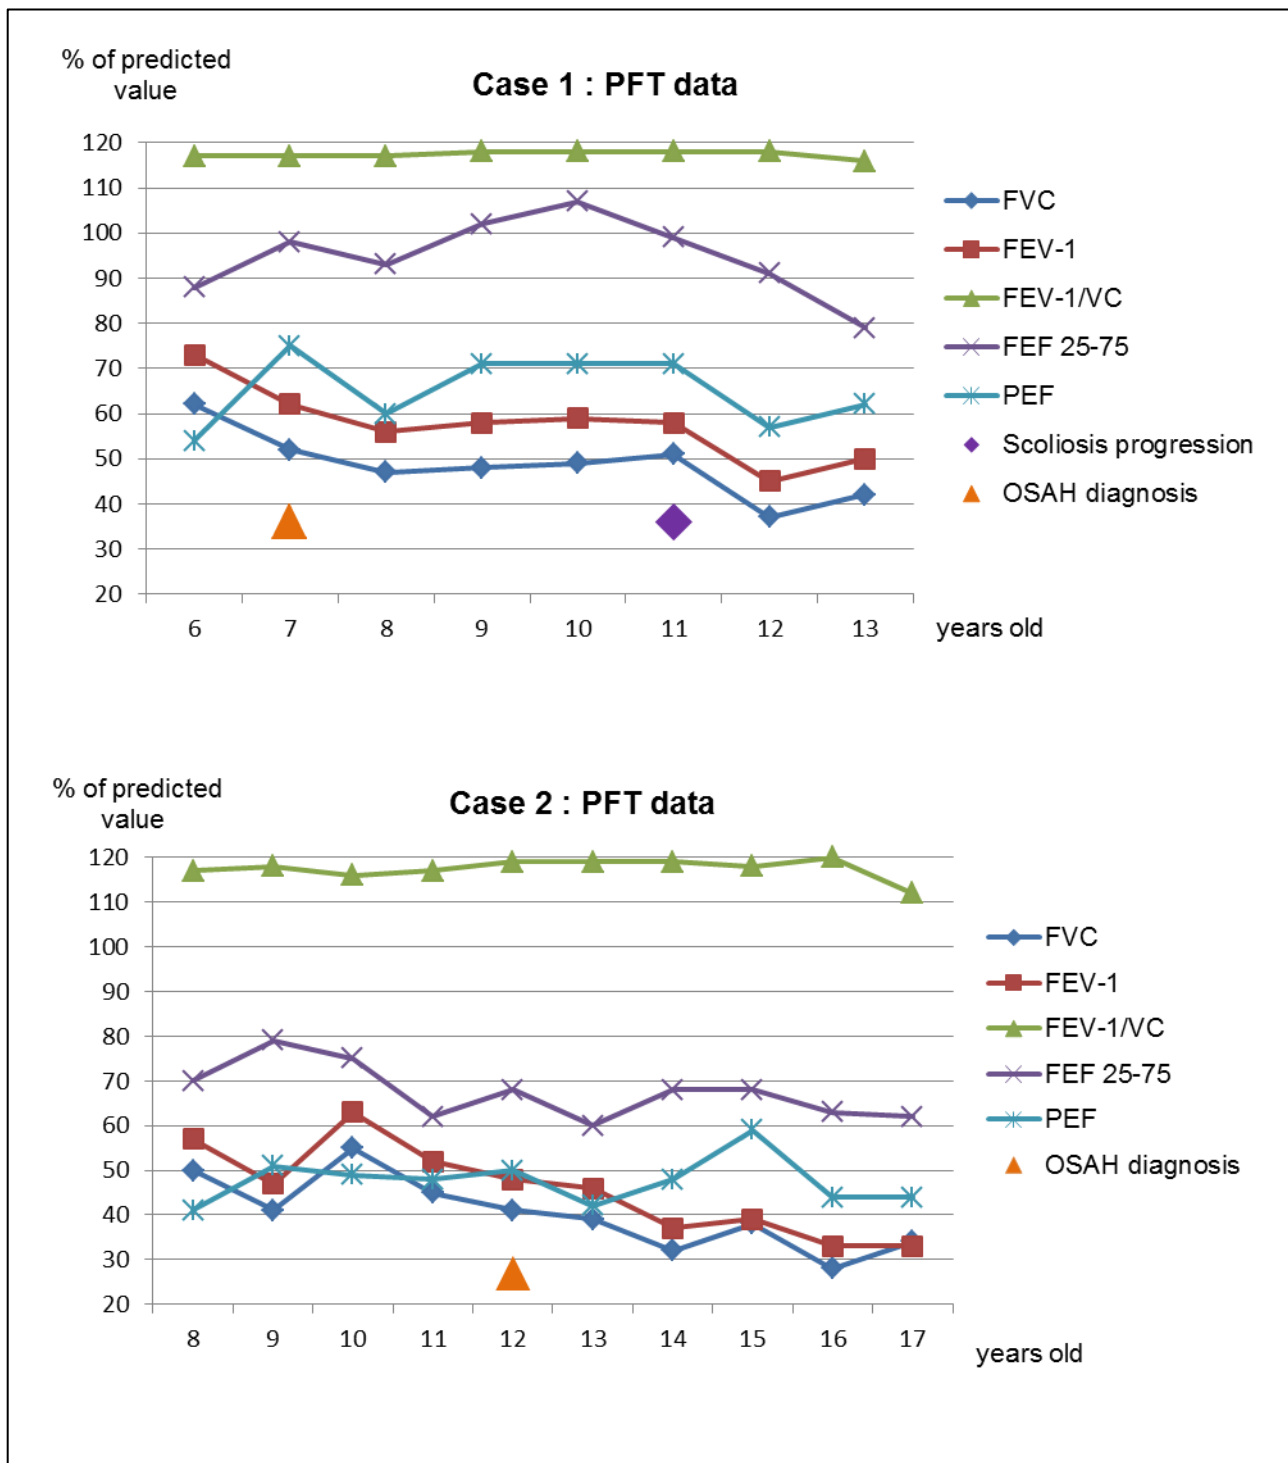 % of predicted
value
Case 1 : PFT data
120
110
100
90
80
70
60
50
40
30
20
6 7 8 9 10 11 12 13 years old
FVC
FEV-1
FEV-1/VC
FEF 25-75
PEF
Scoliosis progression
OSAH diagnosis
% of predicted
value
Case 2 : PFT data
120
110
100
90
80
70
60
50
40
30
20
8 9 10 11 12 13 14 15 16 17
years old
FVC
FEV-1
FEV-1/VC
FEF 25-75
PEF
OSAH diagnosis